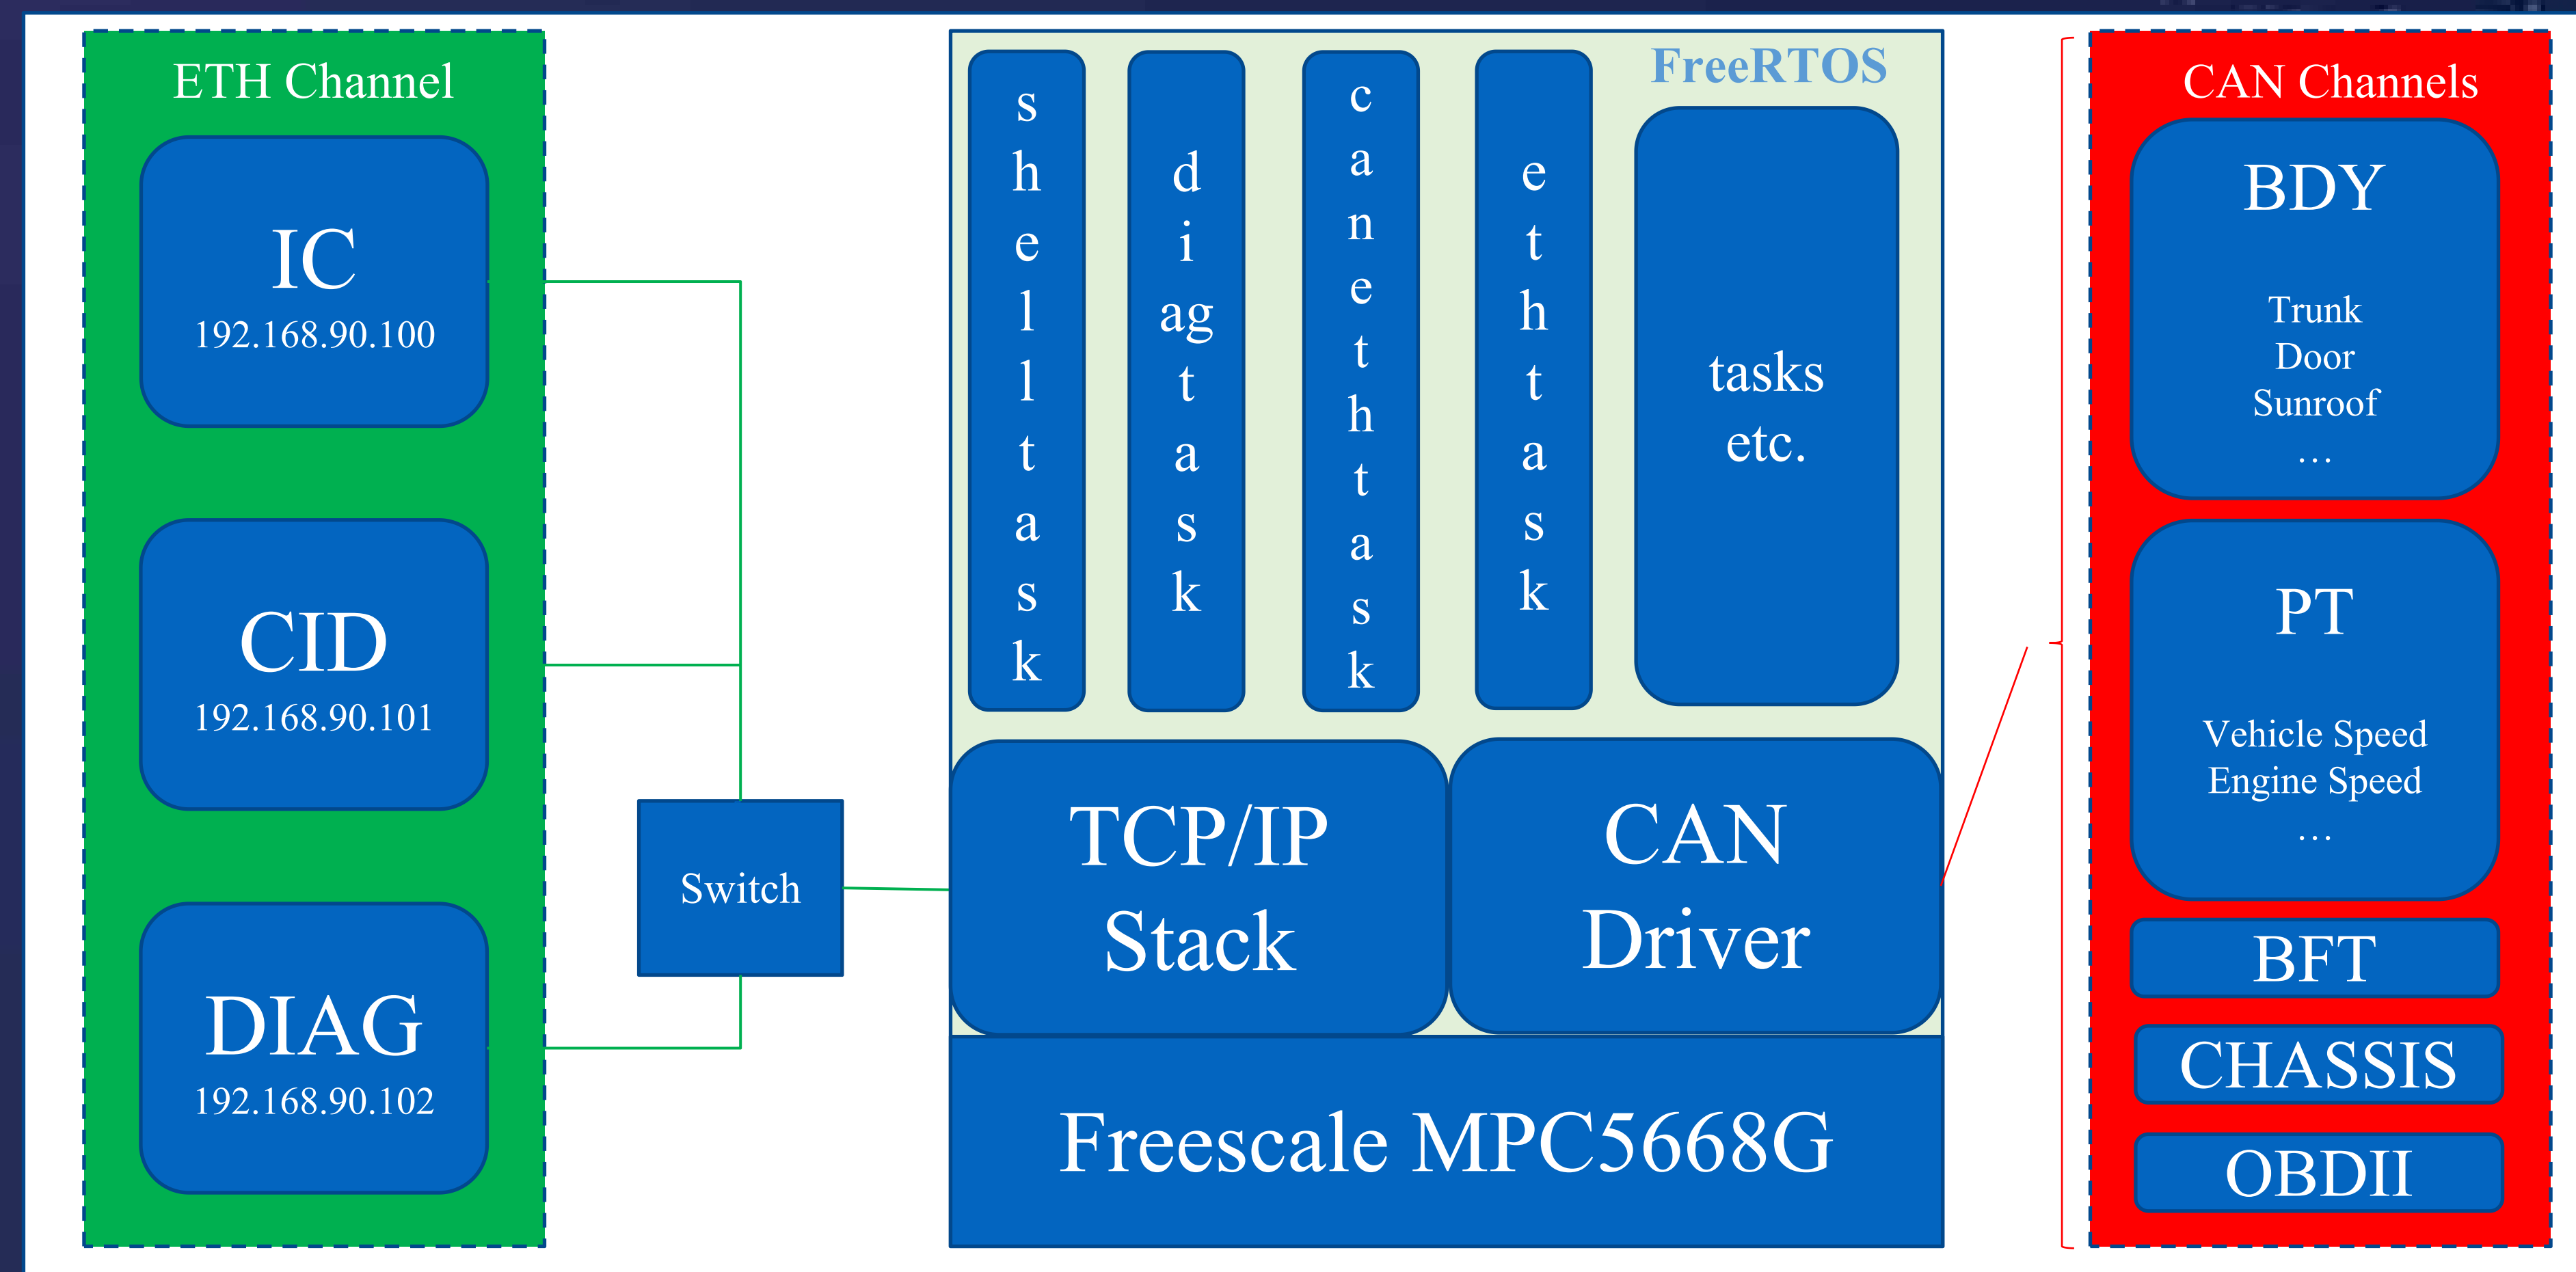 ETH Channel
IC
192.168.90.100
CID
192.168.90.101
DIAG
192.168.90.102
Switch
FreeRTOS
s
h
e
l
l
t
a
s
k
d
i
ag
t
a
s
k
c
a
n
e
t
h
t
a
s
k
e
t
h
t
a
s
k
tasks
etc.
TCP/IP
Stack
CAN
Driver
Freescale MPC5668G
CAN Channels
BDY
Trunk
Door
Sunroof
…
PT
Vehicle Speed
Engine Speed
…
BFT
CHASSIS
OBDII